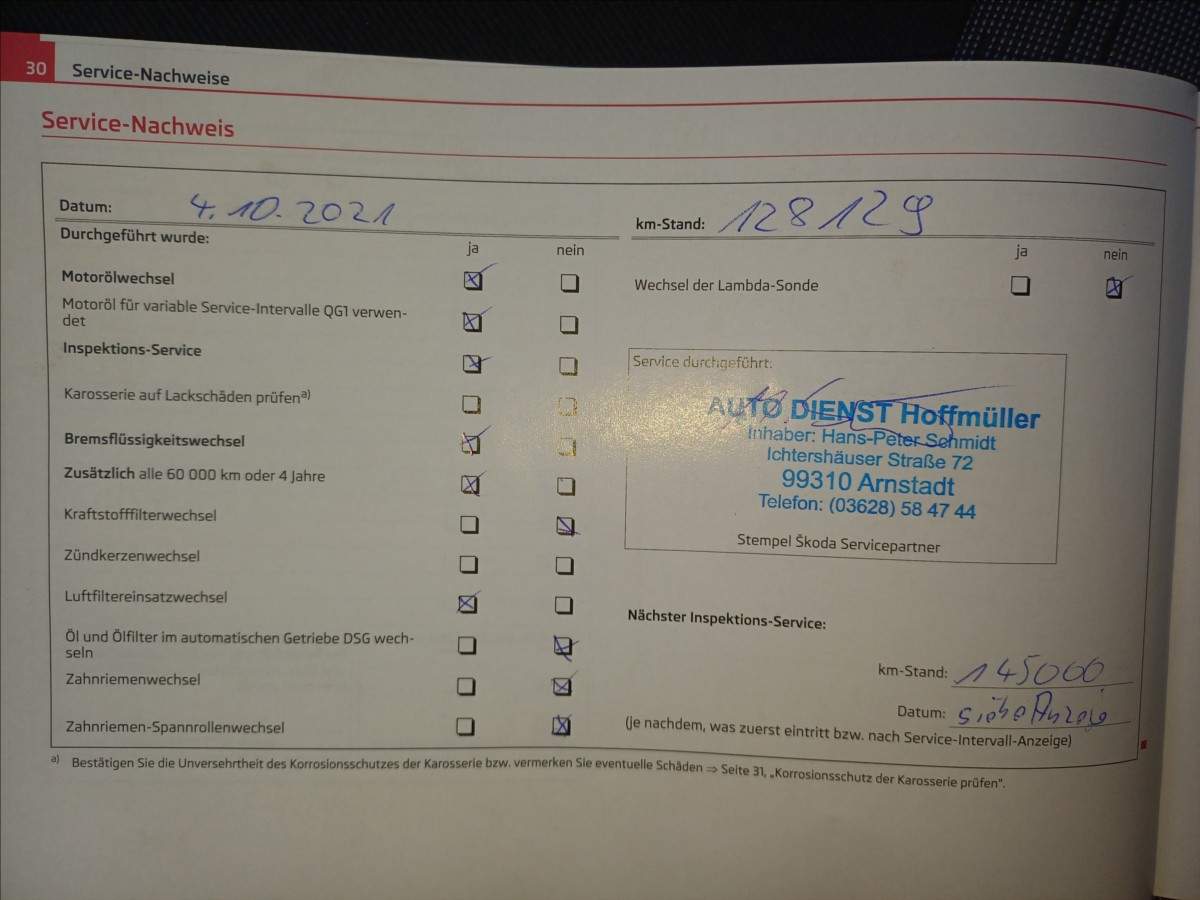 30 Service-Nachweise
Service-Nachweis
Datum: 4.10.2021
km-Stand: 128129
Durchgeführt wurde: ja nein
ja nein
Motorölwechsel
Wechsel der Lambda-Sonde
Motoröl für variable Service-Intervalle QG1 verwen-
det
Inspektions-Service
Karosserie auf Lackschäden prüfen a)
Bremsflüssigkeitswechsel
Zusätzlich alle 60 000 km oder 4 Jahre
Kraftstofffilterwechsel
Zündkerzenwechsel
Luftfiltereinsatzwechsel
Öl und Ölfilter im automatischen Getriebe DSG wech-
seln
Zahnriemenwechsel
Zahnriemen-Spannrollenwechsel
Service durchgeführt:
AUTO DIENST Hoffmüller
Inhaber: Hans-Peter Schmidt
Ichtershäuser Straße 72
99310 Arnstadt
Telefon: (03628) 58 47 44
Stempel Škoda Servicepartner
Nächster Inspektions-Service:
km-Stand: 145000
Datum: siehe Anzeige
(je nachdem, was zuerst eintritt bzw. nach Service-Intervall-Anzeige)
a) Bestätigen Sie die Unversehrtheit des Korrosionsschutzes der Karosserie bzw. vermerken Sie eventuelle Schäden ⇒ Seite 31, „Korrosionsschutz der Karosserie prüfen".